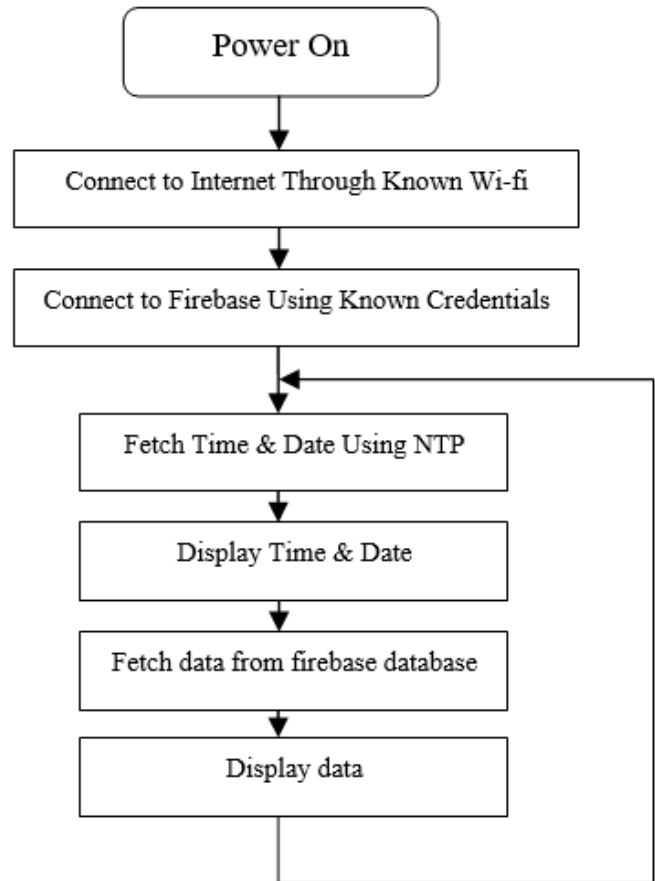 Power On
Connect to Internet Through Known Wi-fi
Connect to Firebase Using Known Credentials
Fetch Time & Date Using NTP
Display Time & Date
Fetch data from firebase database
Display data